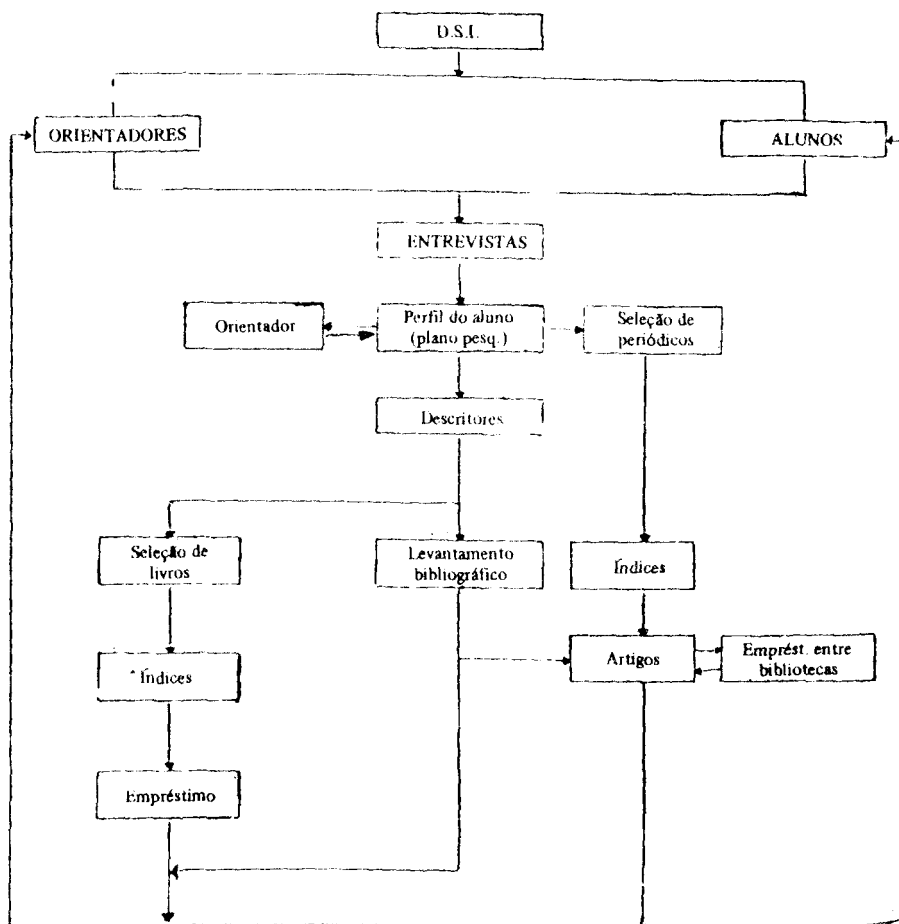 D.S.I.
ORIENTADORES
ALUNOS
ENTREVISTAS
Orientador
Perfil do aluno
(plano pesq.)
Seleção de
periódicos
Descritores
Seleção de
livros
Levantamento
bibliográfico
Índices
Índices
Artigos
Emprést. entre
bibliotecas
Empréstimo